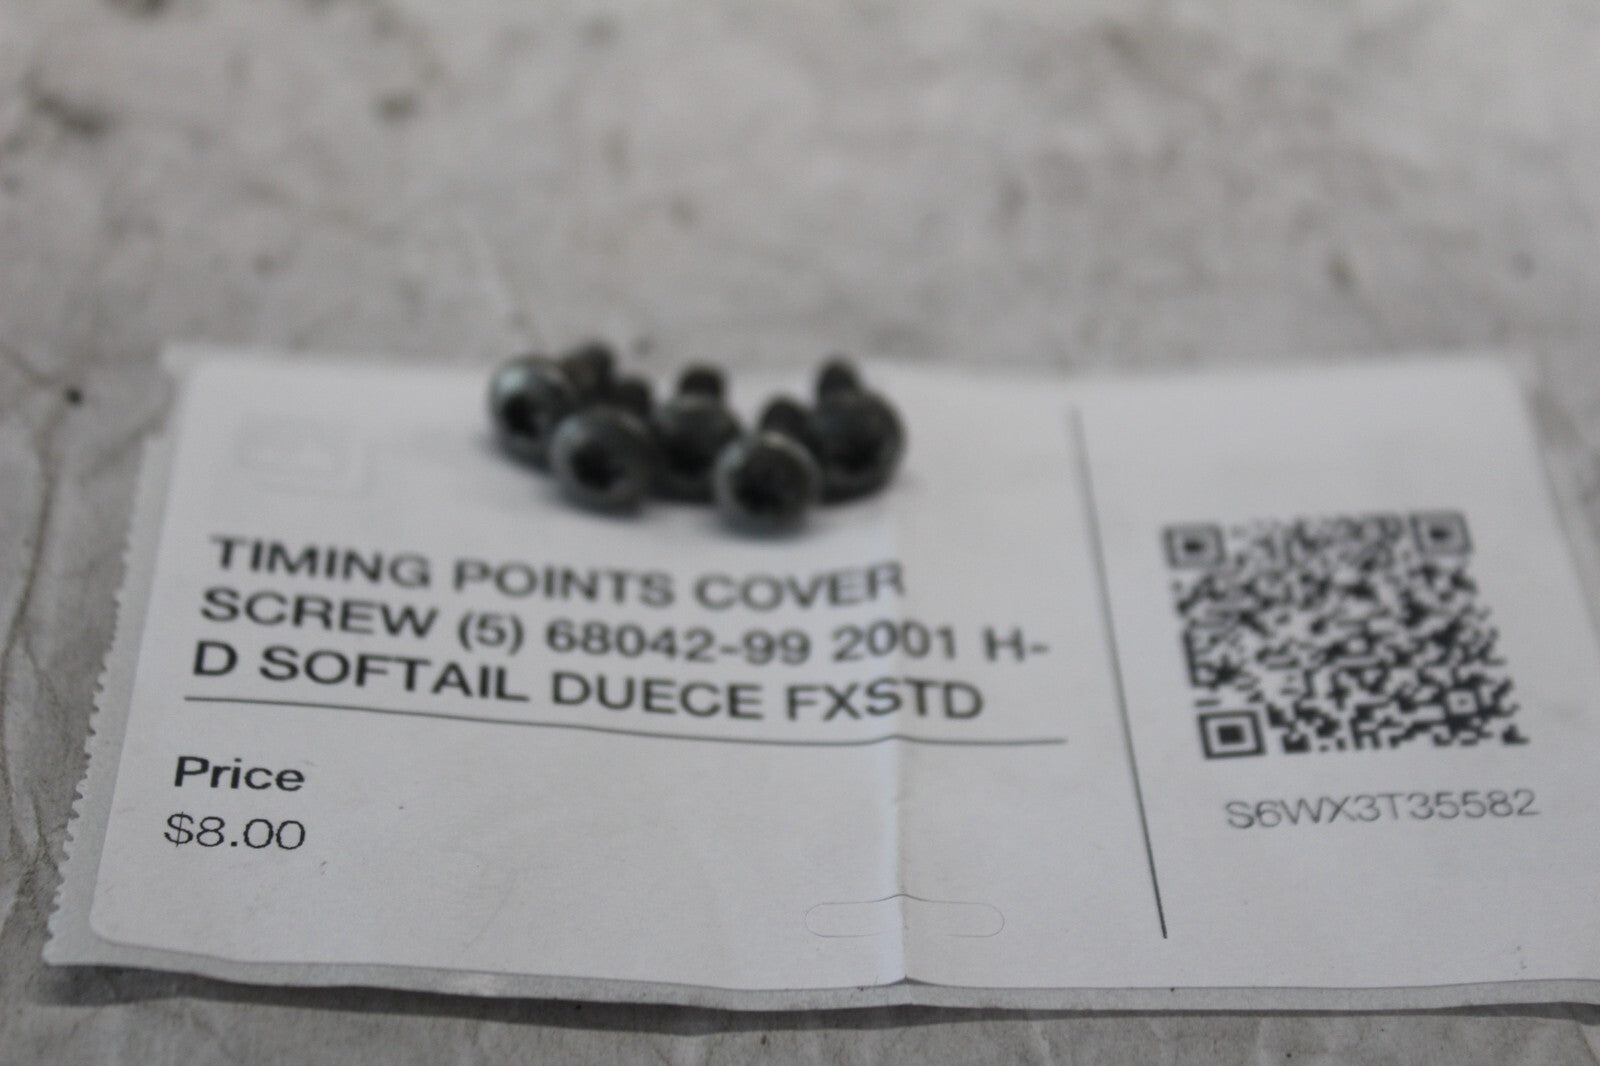 TIMING POINTS COVER
SCREW (5) 68042-99 2001 H-
D SOFTAIL DUECE FXSTD
Price
$8.00
S6WX3T35582